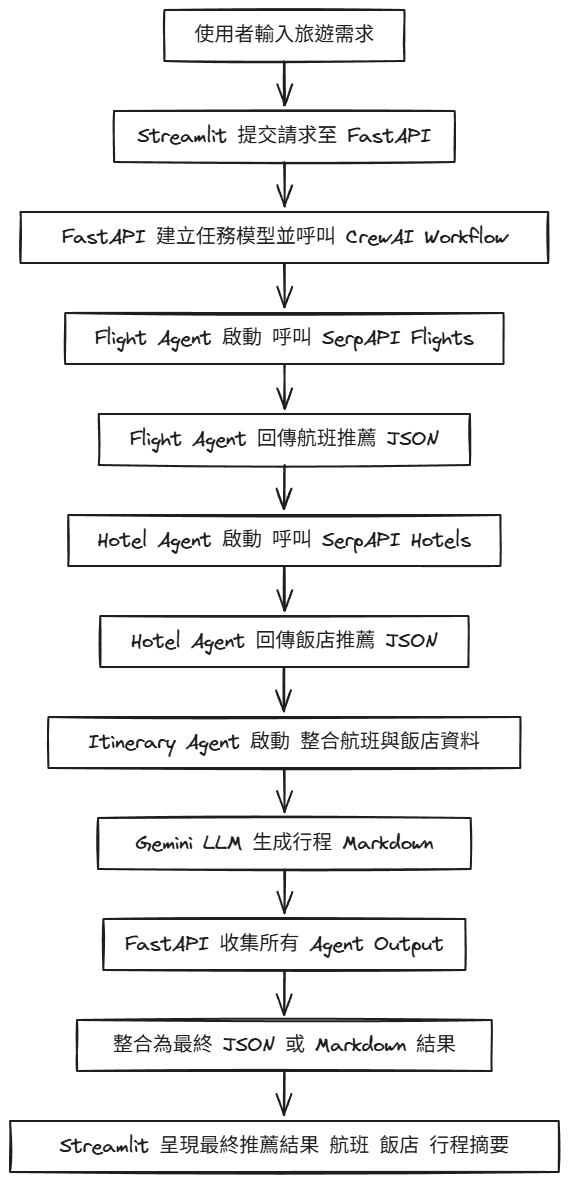 使用者輸入旅遊需求
Streamlit 提交請求至 FastAPI
FastAPI 建立任務模型並呼叫 CrewAI Workflow
Flight Agent 啟動 呼叫 SerpAPI Flights
Flight Agent 回傳航班推薦 JSON
Hotel Agent 啟動 呼叫 SerpAPI Hotels
Hotel Agent 回傳飯店推薦 JSON
Itinerary Agent 啟動 整合航班與飯店資料
Gemini LLM 生成行程 Markdown
FastAPI 收集所有 Agent Output
整合為最終 JSON 或 Markdown 結果
Streamlit 呈現最終推薦結果 航班 飯店 行程摘要